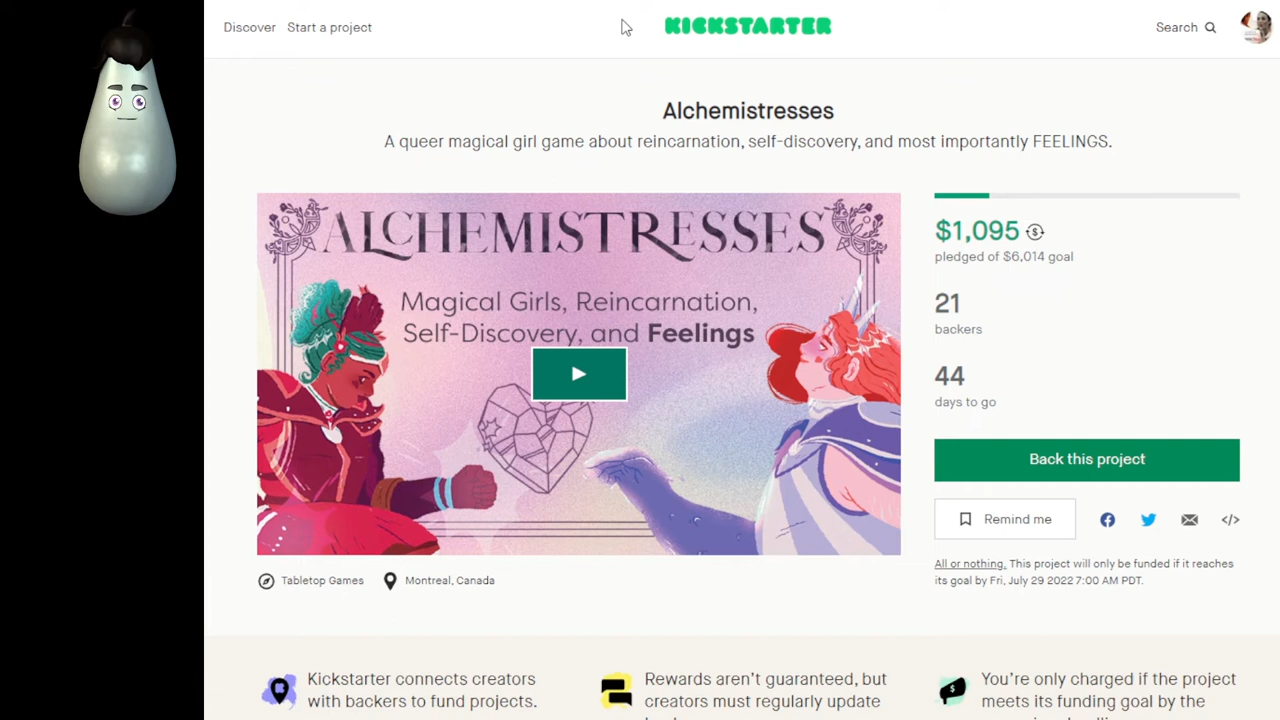 Discover Start a project
KICKSTARTER
Search
Alchemistresses
A queer magical girl game about reincarnation, self-discovery, and most importantly FEELINGS.
ALCHEMISTRESSES
Magical Girls, Reincarnation,
Self-Discovery, and Feelings
$1,095
pledged of $6,014 goal
21
backers
44
days to go
Back this project
Remind me
All or nothing. This project will only be funded if it reaches
its goal by Fri, July 29 2022 7:00 AM PDT.
Tabletop Games Montreal, Canada
Kickstarter connects creators
with backers to fund projects.
Rewards aren't guaranteed, but
creators must regularly update
You're only charged if the project
meets its funding goal by the